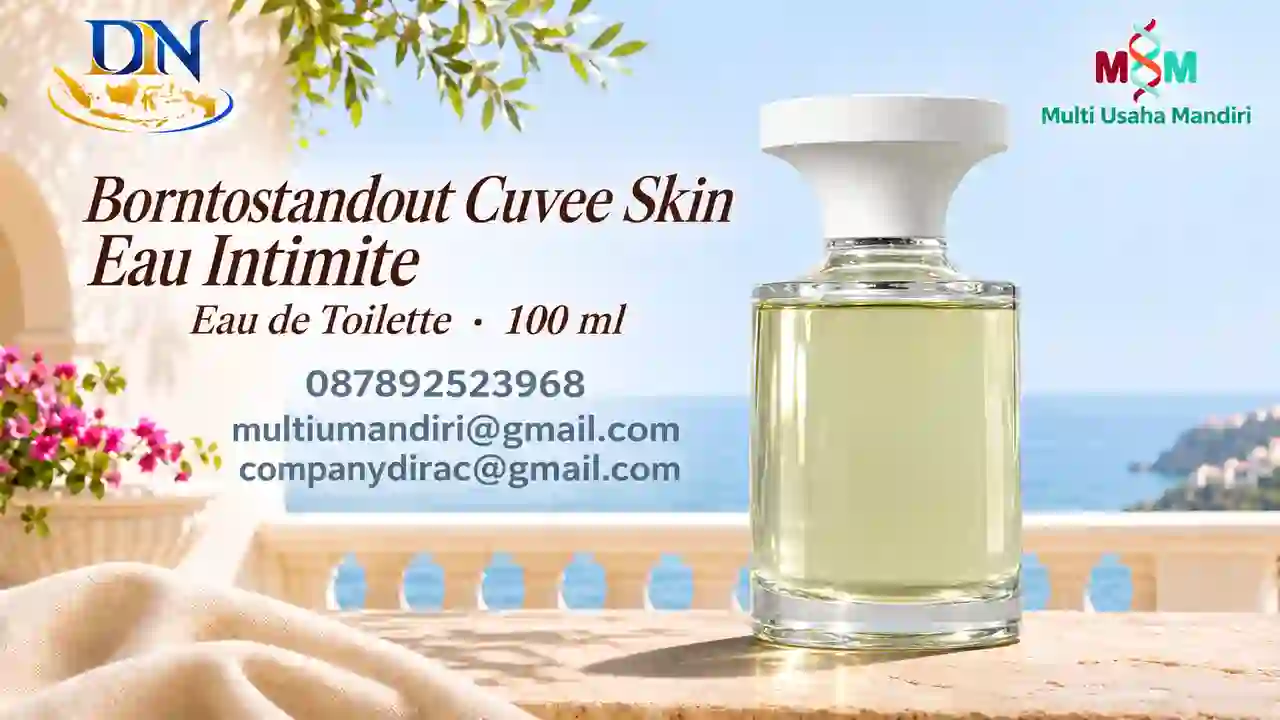 DN
M M
Multi Usaha Mandiri
Borntostandout Cuvee Skin
Eau Intimite
Eau de Toilette · 100 ml
087892523968
multiumandiri@gmail.com
companydirac@gmail.com